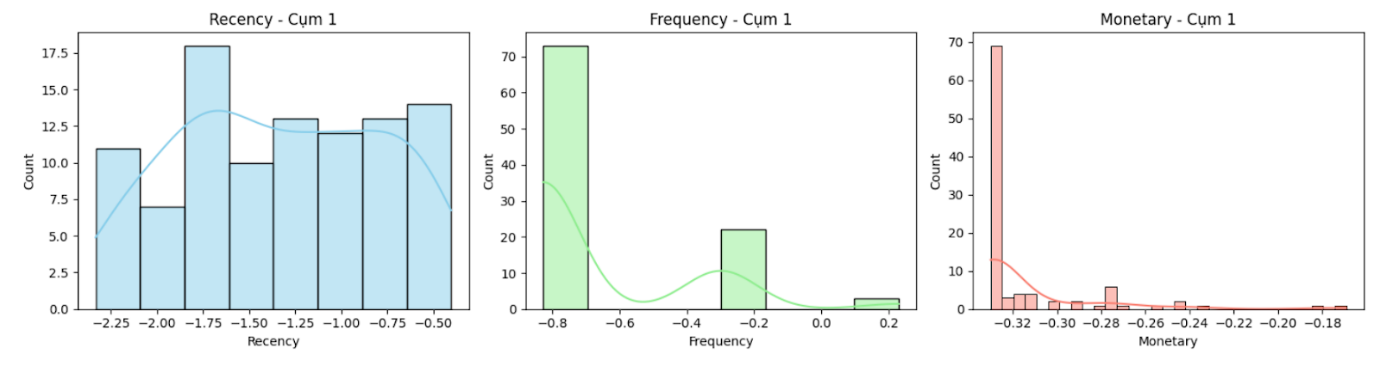 Recency - Cụm 1
Count
17.5
15.0
12.5
10.0
7.5
5.0
2.5
0.0
−2.25 −2.00 −1.75 −1.50 −1.25 −1.00 −0.75 −0.50
Recency
Frequency - Cụm 1
Count
70
60
50
40
30
20
10
0
−0.8 −0.6 −0.4 −0.2 0.0 0.2
Frequency
Monetary - Cụm 1
Count
70
60
50
40
30
20
10
0
−0.32 −0.30 −0.28 −0.26 −0.24 −0.22 −0.20 −0.18
Monetary